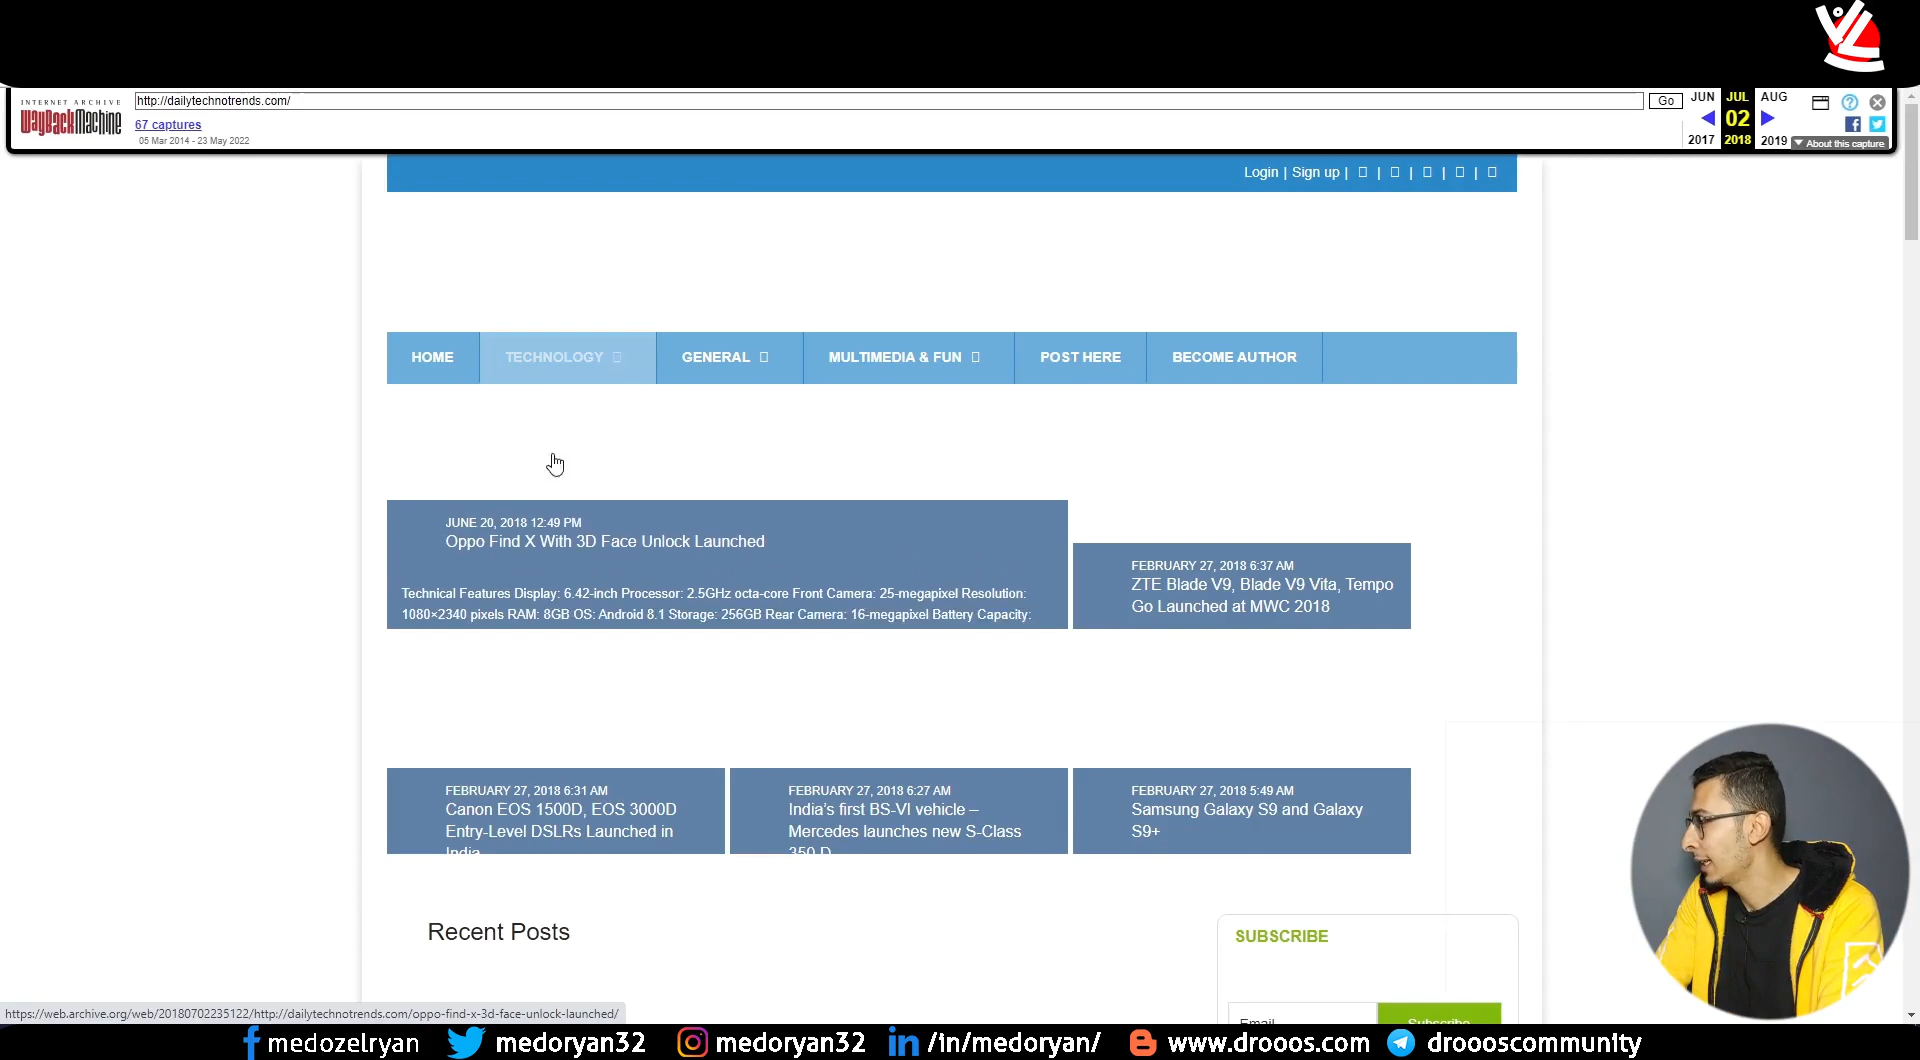 INTERNET ARCHIVE
WayBackMachine
http://dailytechnotrends.com/
Go
JUN
JUL
AUG
67 captures
02
05 Mar 2014 - 23 May 2022
2017
2018
2019
About this capture
Login | Sign up | | | | |
HOME
TECHNOLOGY
GENERAL
MULTIMEDIA & FUN
POST HERE
BECOME AUTHOR
JUNE 20, 2018 12:49 PM
Oppo Find X With 3D Face Unlock Launched
Technical Features Display: 6.42-inch Processor: 2.5GHz octa-core Front Camera: 25-megapixel Resolution:
1080×2340 pixels RAM: 8GB OS: Android 8.1 Storage: 256GB Rear Camera: 16-megapixel Battery Capacity:
FEBRUARY 27, 2018 6:37 AM
ZTE Blade V9, Blade V9 Vita, Tempo
Go Launched at MWC 2018
FEBRUARY 27, 2018 6:31 AM
Canon EOS 1500D, EOS 3000D
Entry-Level DSLRs Launched in
India
FEBRUARY 27, 2018 6:27 AM
India's first BS-VI vehicle –
Mercedes launches new S-Class
350 D
FEBRUARY 27, 2018 5:49 AM
Samsung Galaxy S9 and Galaxy
S9+
Recent Posts
SUBSCRIBE
Email
Subscribe
https://web.archive.org/web/20180702235122/http://dailytechnotrends.com/oppo-find-x-3d-face-unlock-launched/
medozelryan
medoryan32
medoryan32
/in/medoryan/
www.drooos.com
droooscommunity